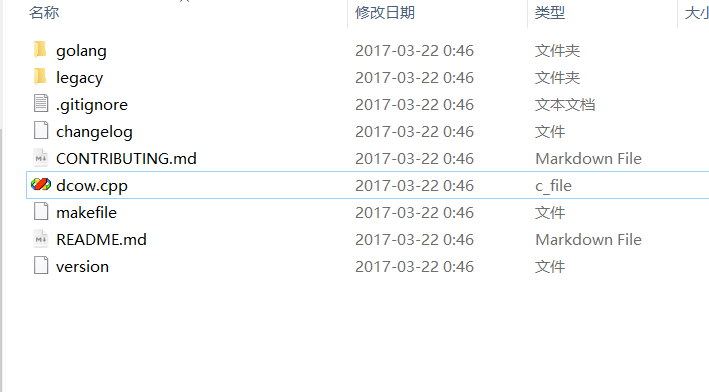 名称 修改日期 类型 大小
golang 2017-03-22 0:46 文件夹
legacy 2017-03-22 0:46 文件夹
.gitignore 2017-03-22 0:46 文本文档
changelog 2017-03-22 0:46 文件
CONTRIBUTING.md 2017-03-22 0:46 Markdown File
dcow.cpp 2017-03-22 0:46 c_file
makefile 2017-03-22 0:46 文件
README.md 2017-03-22 0:46 Markdown File
version 2017-03-22 0:46 文件